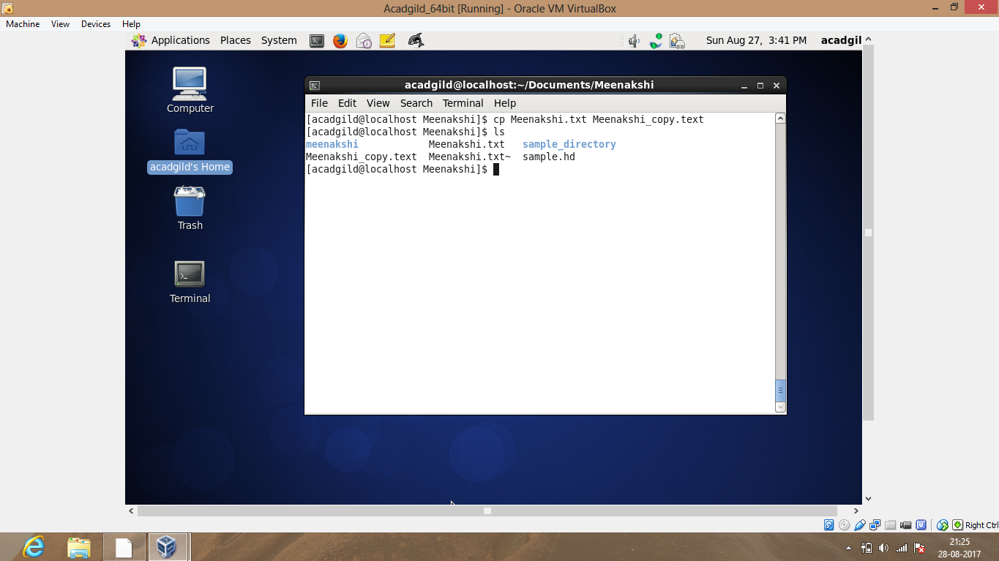 Acadgild_64bit [Running] - Oracle VM VirtualBox
Machine View Devices Help
Applications Places System Sun Aug 27, 3:41 PM acadgil
Computer
acadgild's Home
Trash
Terminal
acadgild@localhost:~/Documents/Meenakshi
File Edit View Search Terminal Help
[acadgild@localhost Meenakshi]$ cp Meenakshi.txt Meenakshi_copy.text
[acadgild@localhost Meenakshi]$ ls
meenakshi Meenakshi.txt sample_directory
Meenakshi_copy.text Meenakshi.txt~ sample.hd
[acadgild@localhost Meenakshi]$
Right Ctrl
21:25
28-08-2017